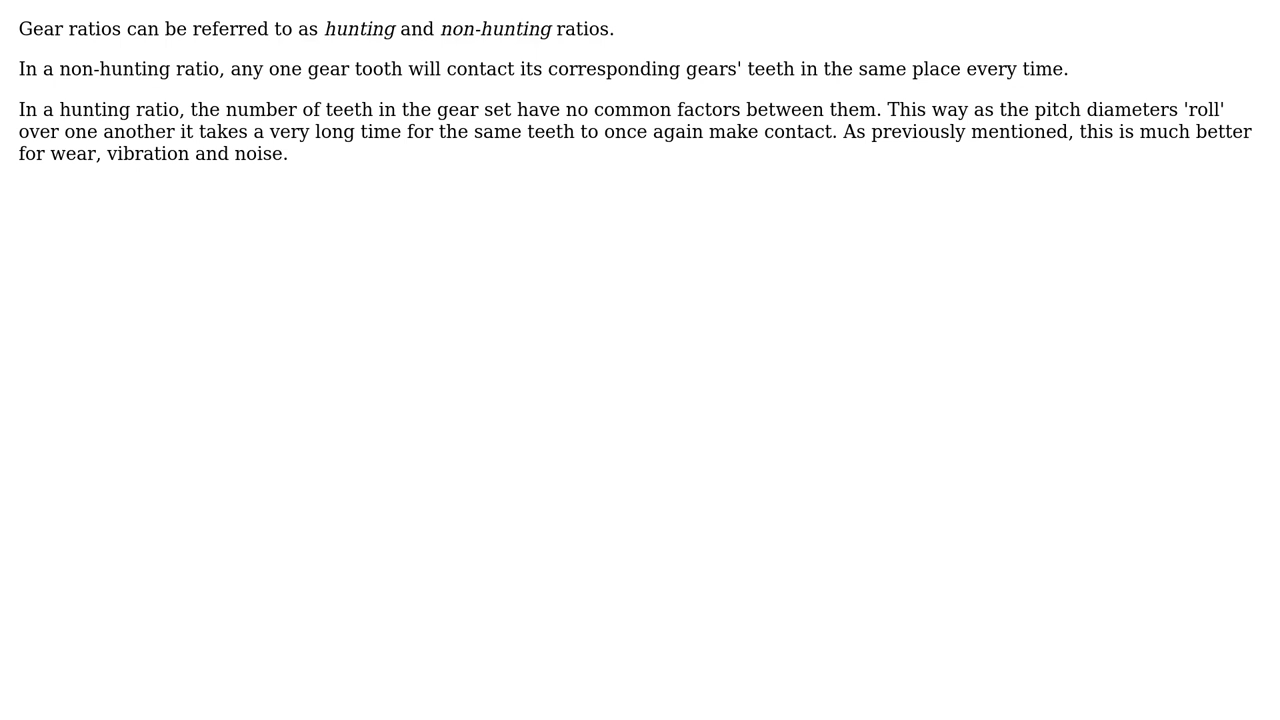 Gear ratios can be referred to as hunting and non-hunting ratios.
In a non-hunting ratio, any one gear tooth will contact its corresponding gears' teeth in the same place every time.
In a hunting ratio, the number of teeth in the gear set have no common factors between them. This way as the pitch diameters 'roll'
over one another it takes a very long time for the same teeth to once again make contact. As previously mentioned, this is much better
for wear, vibration and noise.